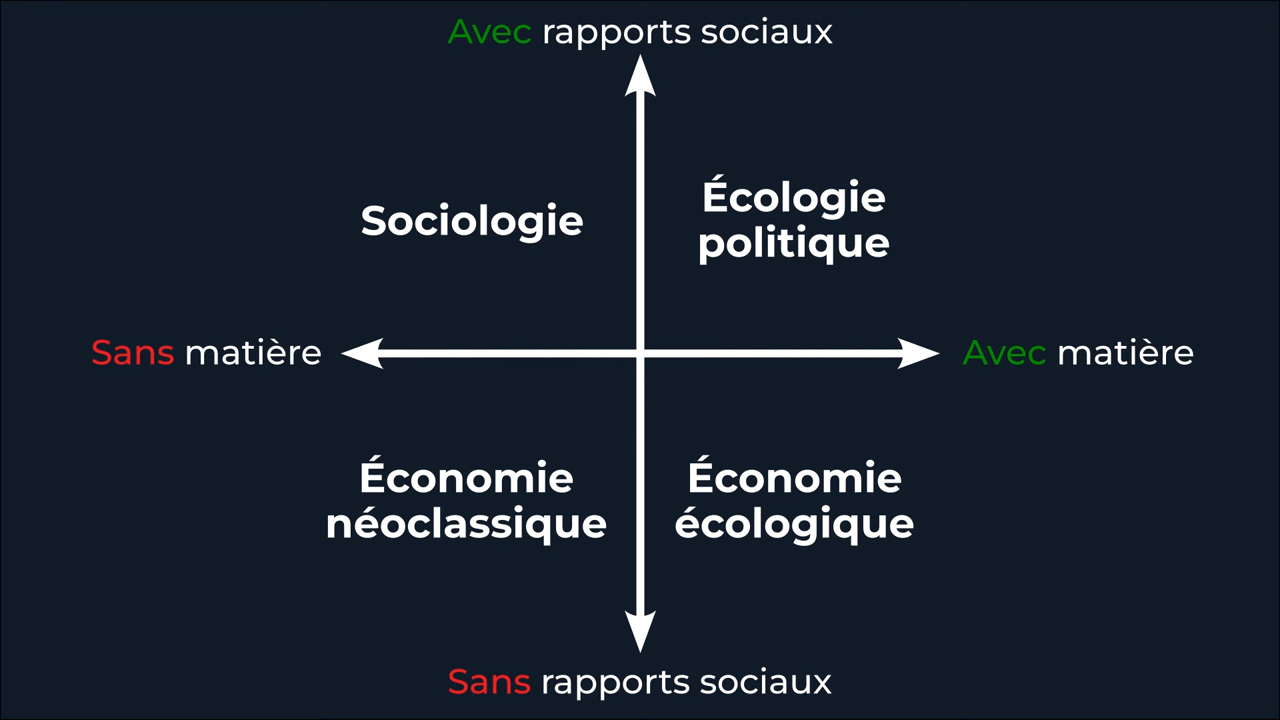 Avec rapports sociaux
Sociologie
Écologie
politique
Sans matière
Avec matière
Économie
néoclassique
Économie
écologique
Sans rapports sociaux